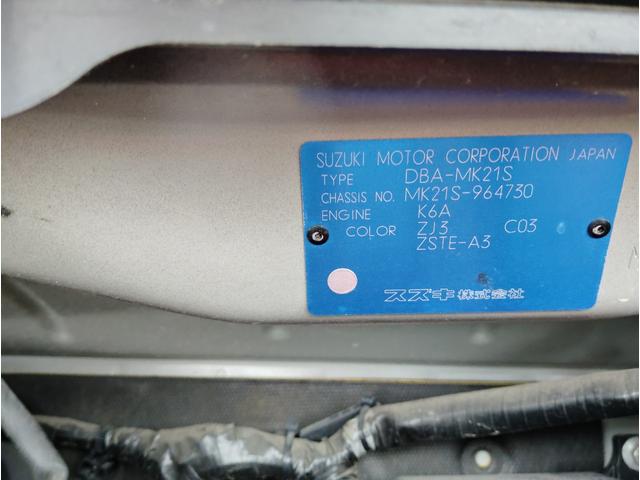 SUZUKI MOTOR CORPORATION JAPAN
TYPE DBA-MK21S
CHASSIS NO. MK21S-964730
ENGINE K6A
COLOR ZJ3 C03
ZSTE-A3
スズキ株式会社